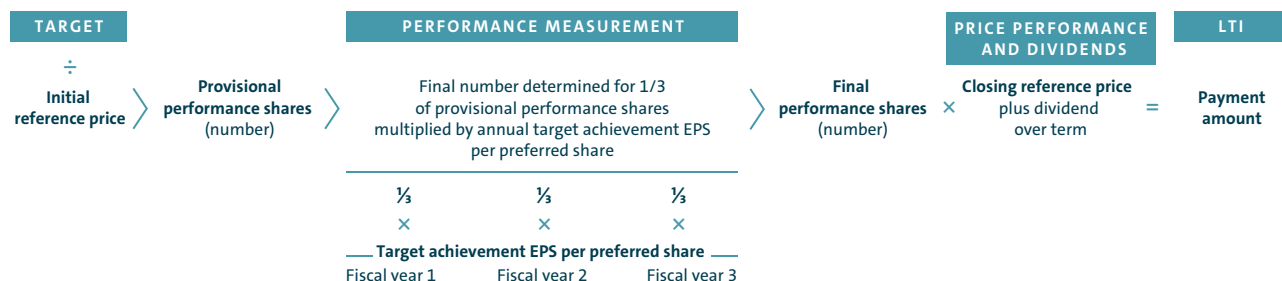 TARGET
÷
Initial
reference price
Provisional
performance shares
(number)
PERFORMANCE MEASUREMENT
Final number determined for 1/3
of provisional performance shares
multiplied by annual target achievement EPS
per preferred share
⅓ ⅓ ⅓
× × ×
Target achievement EPS per preferred share
Fiscal year 1 Fiscal year 2 Fiscal year 3
Final
performance shares
(number)
×
PRICE PERFORMANCE
AND DIVIDENDS
Closing reference price
plus dividend
over term
=
LTI
Payment
amount